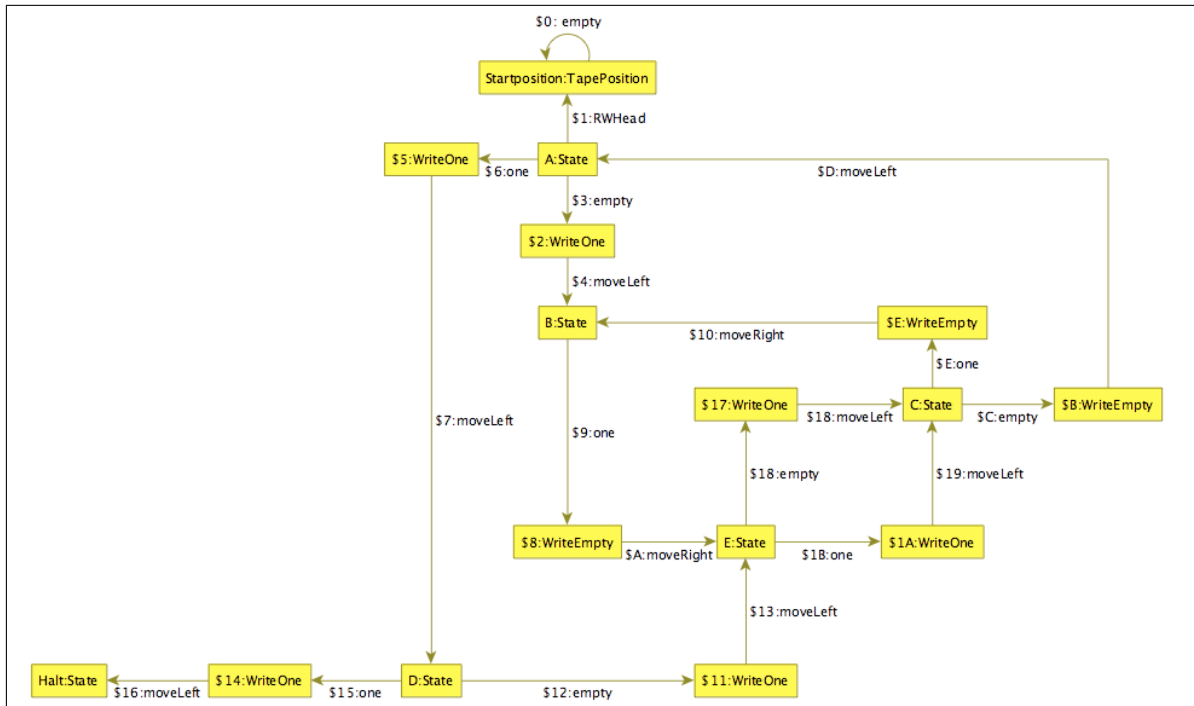 $0: empty
Startposition:TapePosition
$1:RWHead
$5:WriteOne
$6:one
A:State
$D:moveLeft
$3:empty
$2:WriteOne
$4:moveLeft
B:State
$10:moveRight
$E:WriteEmpty
$E:one
$17:WriteOne
$18:moveLeft
C:State
$C:empty
$B:WriteEmpty
$7:moveLeft
$9:one
$18:empty
$19:moveLeft
$8:WriteEmpty
$A:moveRight
E:State
$1B:one
$1A:WriteOne
$13:moveLeft
Halt:State
$16:moveLeft
$14:WriteOne
$15:one
D:State
$12:empty
$11:WriteOne